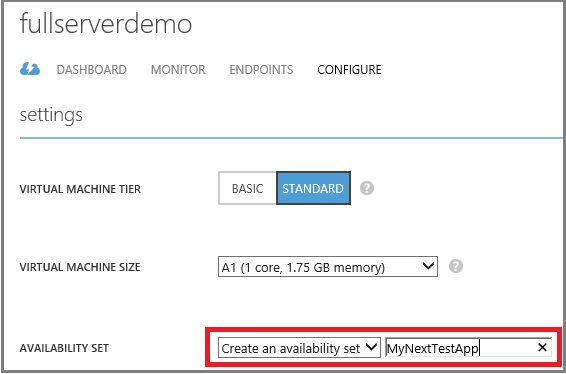 fullserverdemo
DASHBOARD MONITOR ENDPOINTS CONFIGURE
settings
VIRTUAL MACHINE TIER BASIC STANDARD ?
VIRTUAL MACHINE SIZE A1 (1 core, 1.75 GB memory) ?
AVAILABILITY SET Create an availability set MyNextTestApp ×